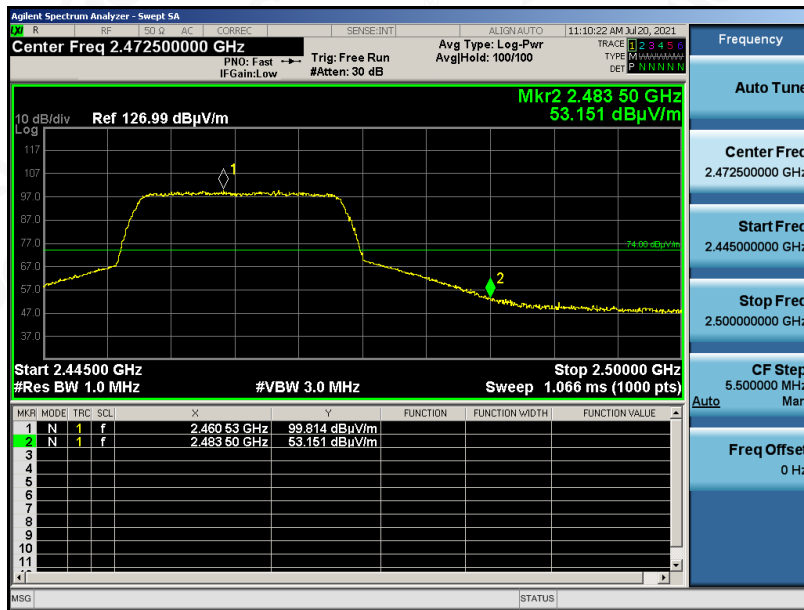 Agilent Spectrum Analyzer - Swept SA
LXI R RF 50 Ω AC CORREC SENSE:INT ALIGN AUTO 11:10:22 AM Jul 20, 2021
Center Freq 2.472500000 GHz
PNO: Fast
IFGain:Low
Trig: Free Run
#Atten: 30 dB
Avg Type: Log-Pwr
Avg|Hold: 100/100
TRACE 1 2 3 4 5 6
TYPE M
DET P N N N N N
Mkr2 2.483 50 GHz
53.151 dBµV/m
10 dB/div Ref 126.99 dBµV/m
Log
117
107
97.0
87.0
77.0
67.0
57.0
47.0
37.0
1
2
74.00 dBµV/m
Start 2.44500 GHz Stop 2.50000 GHz
#Res BW 1.0 MHz #VBW 3.0 MHz Sweep 1.066 ms (1000 pts)
MKR MODE TRC SCL X Y FUNCTION FUNCTION WIDTH FUNCTION VALUE
1 N 1 f 2.460 53 GHz 99.814 dBµV/m
2 N 1 f 2.483 50 GHz 53.151 dBµV/m
3
4
5
6
7
8
9
10
11
MSG STATUS
Frequency
Auto Tune
Center Freq
2.472500000 GHz
Start Freq
2.445000000 GHz
Stop Freq
2.500000000 GHz
CF Step
5.500000 MHz
Auto Man
Freq Offset
0 Hz